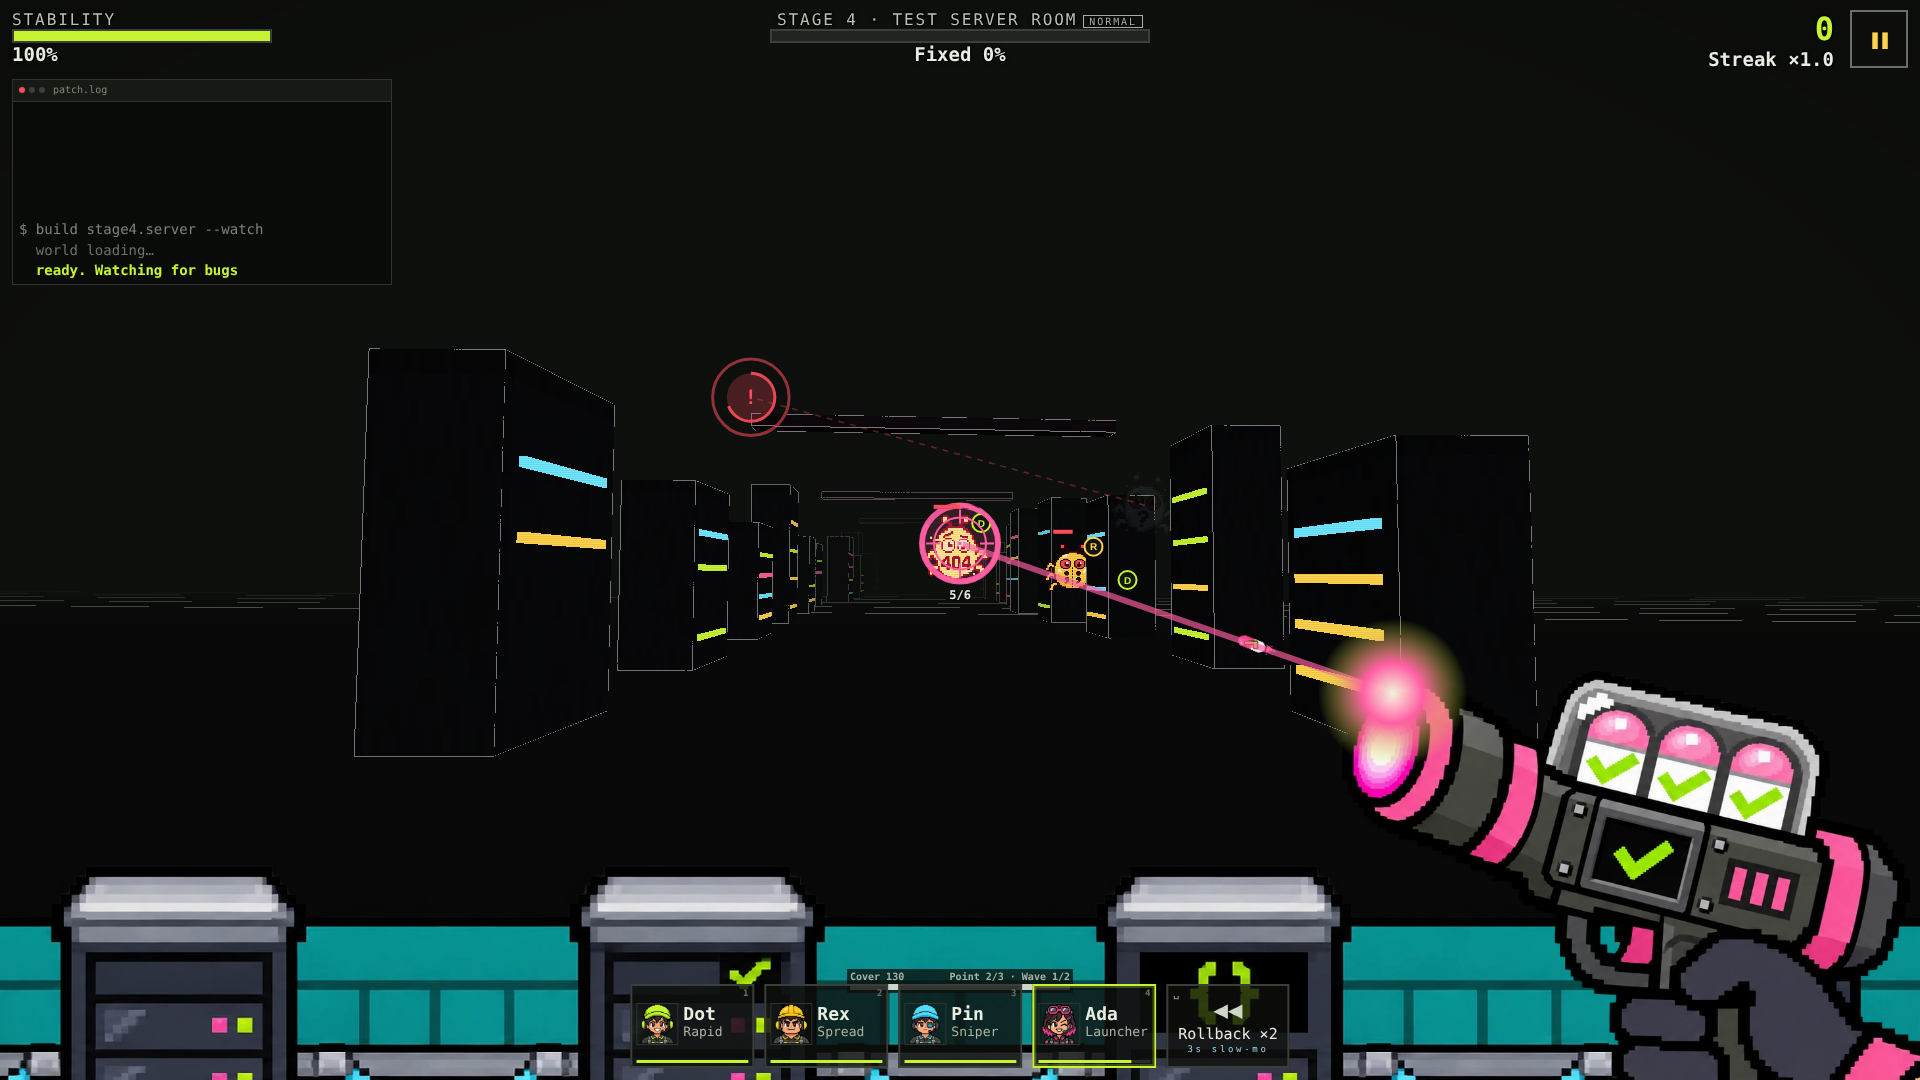 STABILITY
100%
patch.log
$ build stage4.server --watch
world loading…
ready. Watching for bugs
STAGE 4 · TEST SERVER ROOM NORMAL
Fixed 0%
0
Streak ×1.0
!
D
404
5/6
R
D
Cover 130
Point 2/3 · Wave 1/2
1
Dot
Rapid
2
Rex
Spread
3
Pin
Sniper
4
Ada
Launcher
Rollback ×2
3s slow-mo